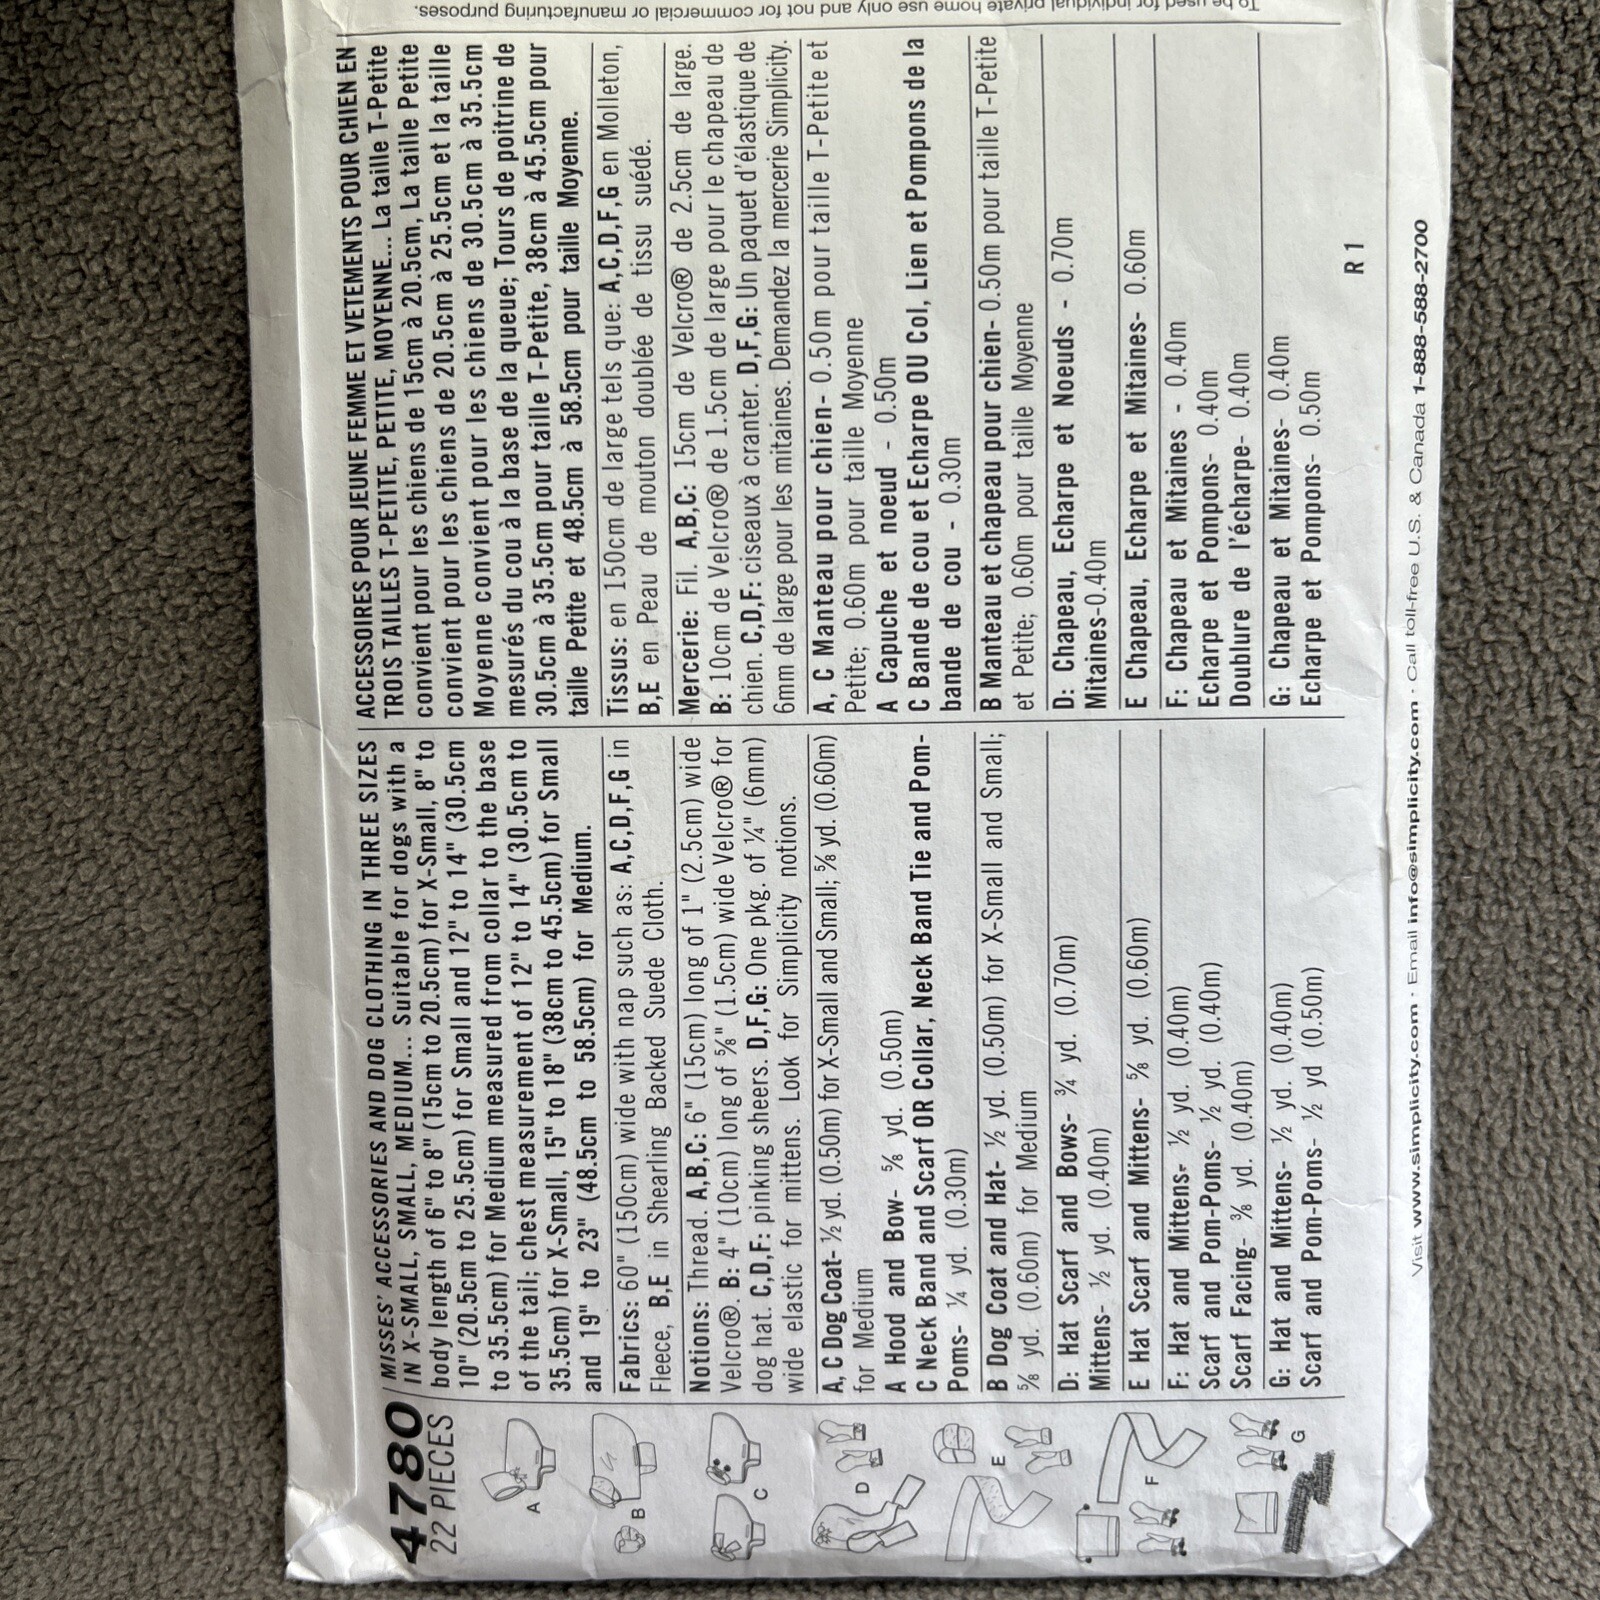 4780
22 PIECES
MISSES' ACCESSORIES AND DOG CLOTHING IN THREE SIZES
IN X-SMALL, SMALL, MEDIUM... Suitable for dogs with a
body length of 6" to 8" (15cm to 20.5cm) for X-Small, 8" to
10" (20.5cm to 25.5cm) for Small and 12" to 14" (30.5cm
to 35.5cm) for Medium measured from collar to the base
of the tail; chest measurement of 12" to 14" (30.5cm to
35.5cm) for X-Small, 15" to 18" (38cm to 45.5cm) for Small
and 19" to 23" (48.5cm to 58.5cm) for Medium.
Fabrics: 60" (150cm) wide with nap such as: A,C,D,F,G in
Fleece, B,E in Shearling Backed Suede Cloth.
Notions: Thread. A,B,C: 6" (15cm) long of 1" (2.5cm) wide
Velcro®. B: 4" (10cm) long of ⅝" (1.5cm) wide Velcro® for
dog hat. C,D,F: pinking sheers. D,F,G: One pkg. of ¼" (6mm)
wide elastic for mittens. Look for Simplicity notions.
A, C Dog Coat- ½ yd. (0.50m) for X-Small and Small; ⅝ yd. (0.60m)
for Medium
A Hood and Bow- ⅝ yd. (0.50m)
C Neck Band and Scarf OR Collar, Neck Band Tie and Pom-
Poms- ¼ yd. (0.30m)
B Dog Coat and Hat- ½ yd. (0.50m) for X-Small and Small;
⅝ yd. (0.60m) for Medium
D: Hat Scarf and Bows- ¾ yd. (0.70m)
Mittens- ½ yd. (0.40m)
E Hat Scarf and Mittens- ⅝ yd. (0.60m)
F: Hat and Mittens- ½ yd. (0.40m)
Scarf and Pom-Poms- ½ yd. (0.40m)
Scarf Facing- ⅜ yd. (0.40m)
G: Hat and Mittens- ½ yd. (0.40m)
Scarf and Pom-Poms- ½ yd (0.50m)
ACCESSOIRES POUR JEUNE FEMME ET VETEMENTS POUR CHIEN EN
TROIS TAILLES T-PETITE, PETITE, MOYENNE... La taille T-Petite
convient pour les chiens de 15cm à 20.5cm, La taille Petite
convient pour les chiens de 20.5cm à 25.5cm et la taille
Moyenne convient pour les chiens de 30.5cm à 35.5cm
mesurés du cou à la base de la queue; Tours de poitrine de
30.5cm à 35.5cm pour taille T-Petite, 38cm à 45.5cm pour
taille Petite et 48.5cm à 58.5cm pour taille Moyenne.
Tissus: en 150cm de large tels que: A,C,D,F,G en Molleton,
B,E en Peau de mouton doublée de tissu suédé.
Mercerie: Fil. A,B,C: 15cm de Velcro® de 2.5cm de large.
B: 10cm de Velcro® de 1.5cm de large pour le chapeau de
chien. C,D,F: ciseaux à cranter. D,F,G: Un paquet d'élastique de
6mm de large pour les mitaines. Demandez la mercerie Simplicity.
A, C Manteau pour chien- 0.50m pour taille T-Petite et
Petite; 0.60m pour taille Moyenne
A Capuche et noeud - 0.50m
C Bande de cou et Echarpe OU Col, Lien et Pompons de la
bande de cou - 0.30m
B Manteau et chapeau pour chien- 0.50m pour taille T-Petite
et Petite; 0.60m pour taille Moyenne
D: Chapeau, Echarpe et Noeuds - 0.70m
Mitaines-0.40m
E Chapeau, Echarpe et Mitaines- 0.60m
F: Chapeau et Mitaines - 0.40m
Echarpe et Pompons- 0.40m
Doublure de l'écharpe- 0.40m
G: Chapeau et Mitaines- 0.40m
Echarpe et Pompons- 0.50m
R 1
A
B
C
D
E
F
G
Visit www.simplicity.com · Email info@simplicity.com · Call toll-free U.S. & Canada 1-888-588-2700
To be used for individual private home use only and not for commercial or manufacturing purposes.